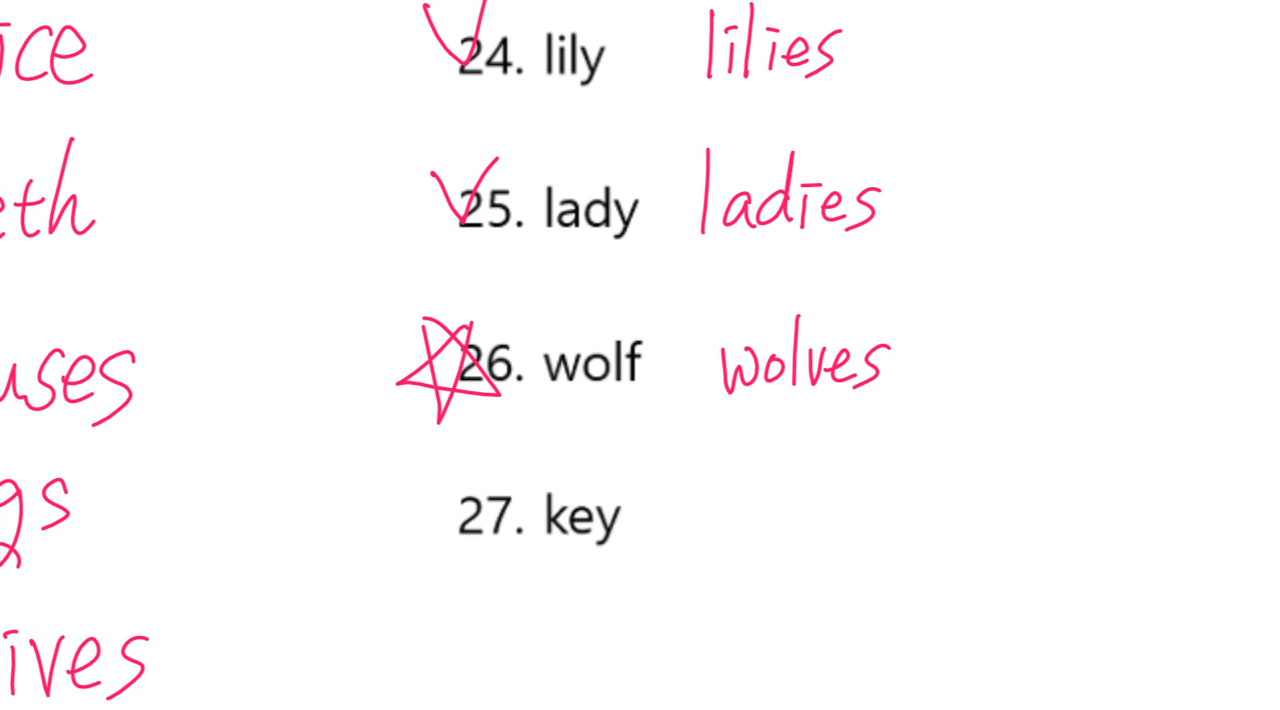 ice 24. lily lilies
eth 25. lady ladies
uses 26. wolf wolves
gs 27. key
ives